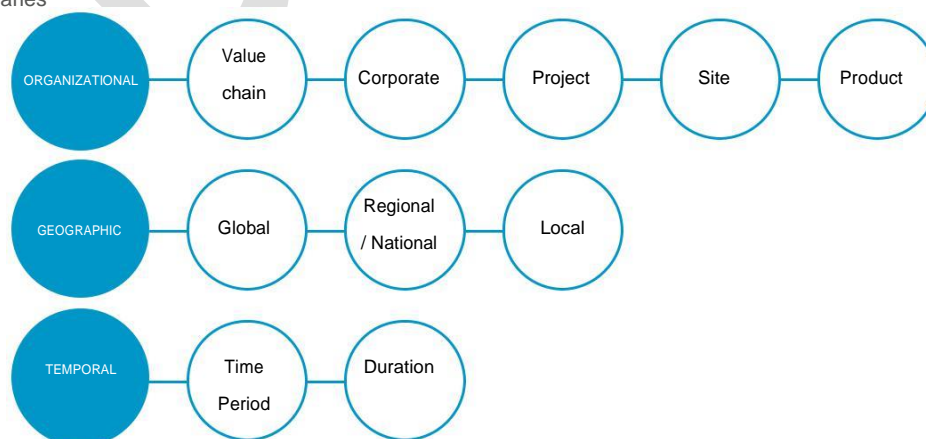 ORGANIZATIONAL
Value
chain
Corporate
Project
Site
Product
GEOGRAPHIC
Global
Regional
/ National
Local
TEMPORAL
Time
Period
Duration